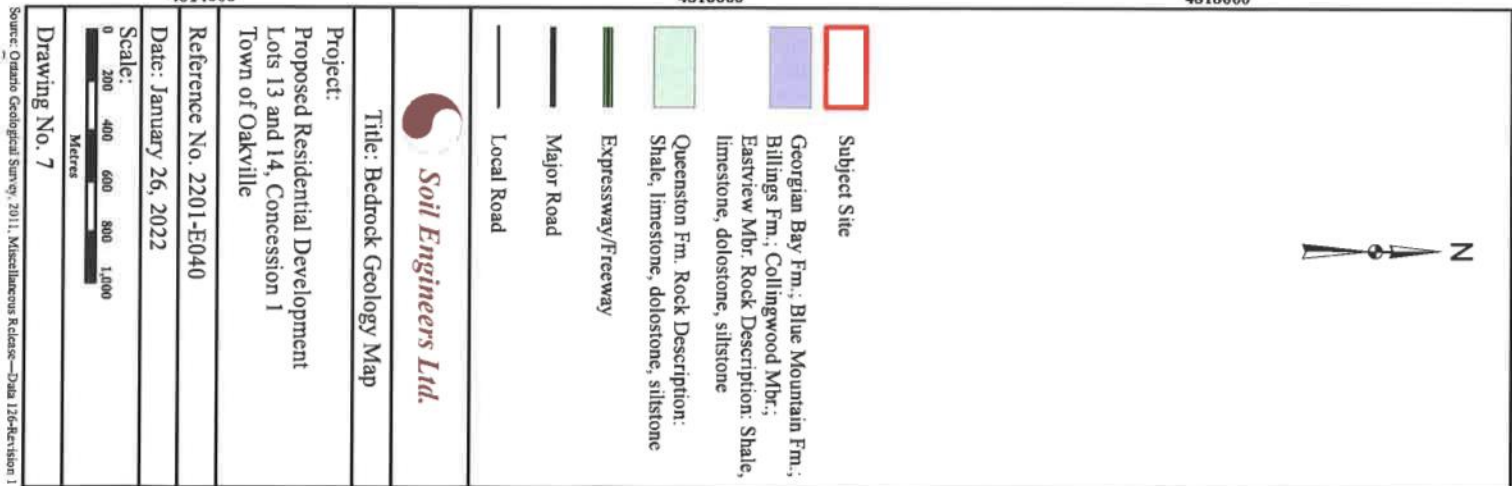 N
Subject Site
Georgian Bay Fm.; Blue Mountain Fm.;
Billings Fm.; Collingwood Mbr.;
Eastview Mbr. Rock Description: Shale,
limestone, dolostone, siltstone
Queenston Fm. Rock Description:
Shale, limestone, dolostone, siltstone
Expressway/Freeway
Major Road
Local Road
Soil Engineers Ltd.
Title: Bedrock Geology Map
Project:
Proposed Residential Development
Lots 13 and 14, Concession 1
Town of Oakville
Reference No. 2201-E040
Date: January 26, 2022
Scale:
0 200 400 600 800 1,000
Metres
Drawing No. 7
Source: Ontario Geological Survey, 2011, Miscellaneous Release—Data 126-Revision 1